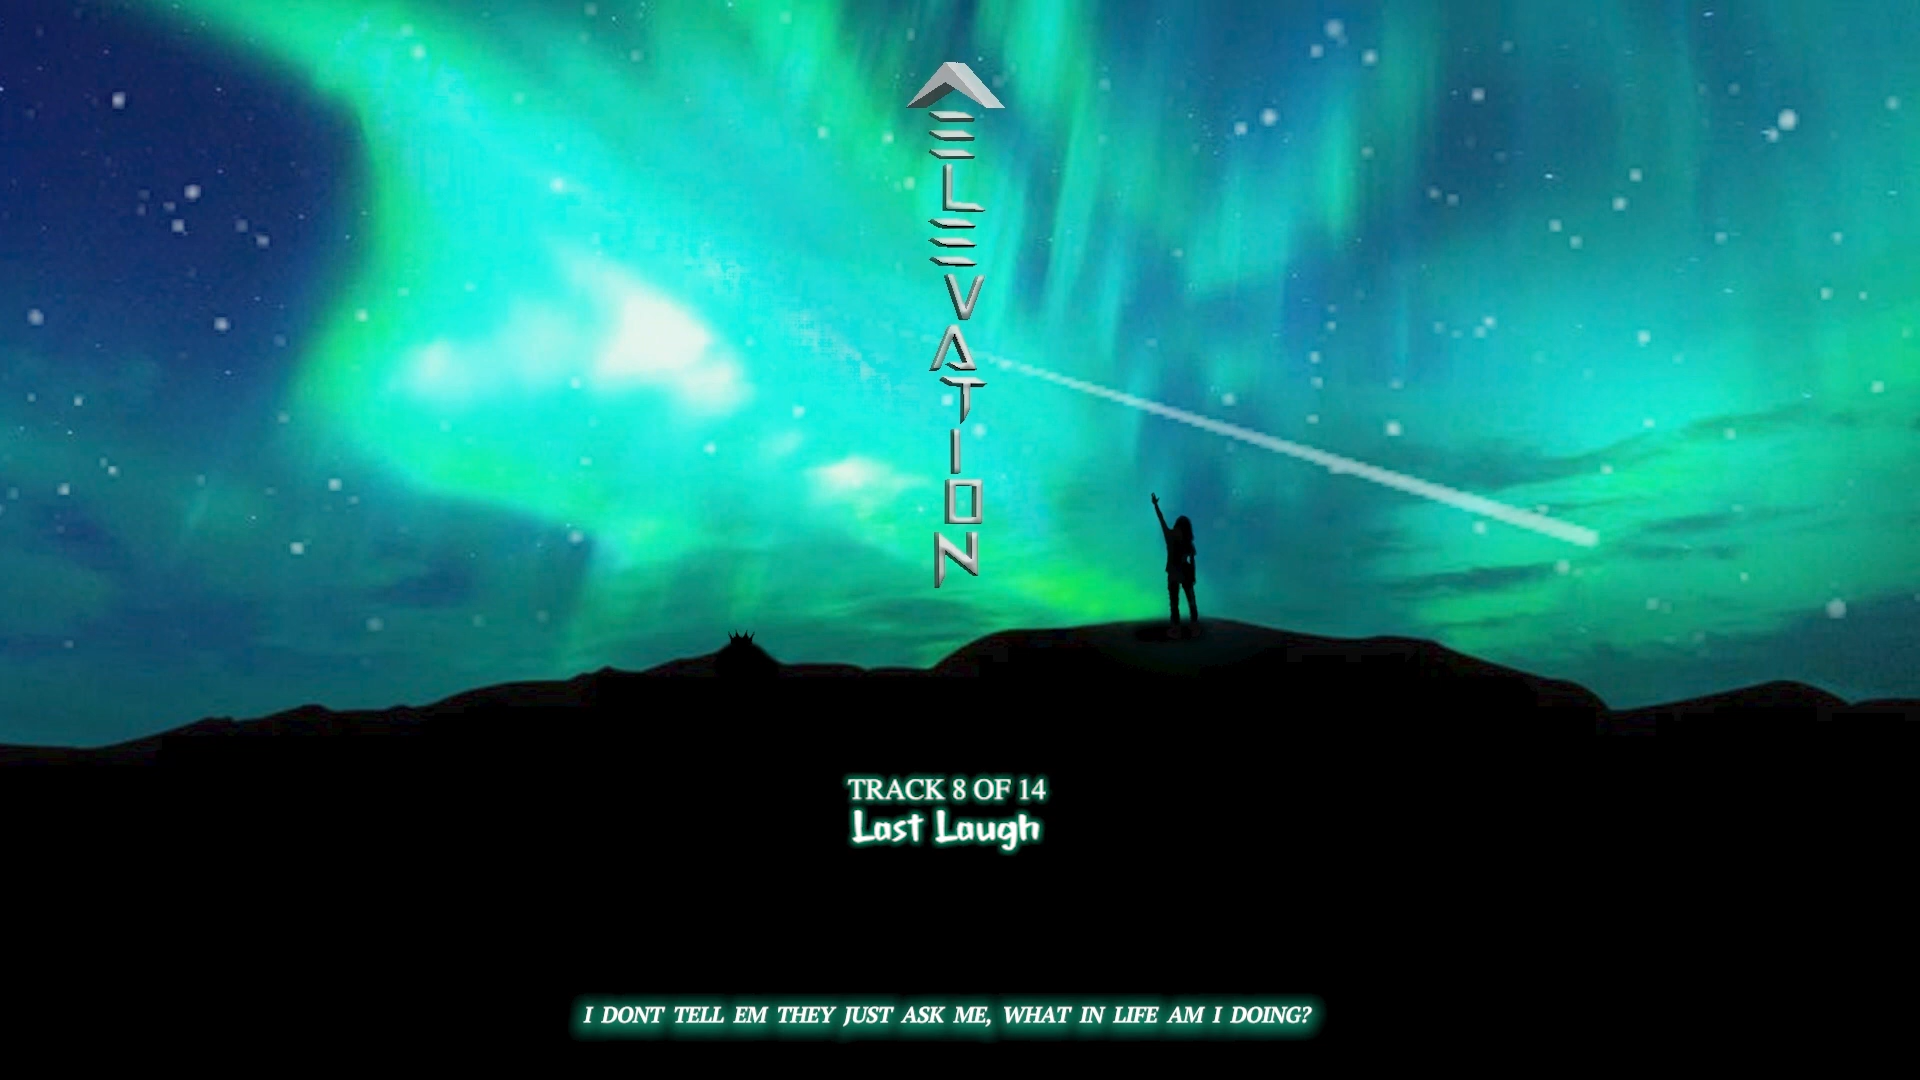 ELEVATION
TRACK 8 OF 14
Last Laugh
I DONT TELL EM THEY JUST ASK ME, WHAT IN LIFE AM I DOING?